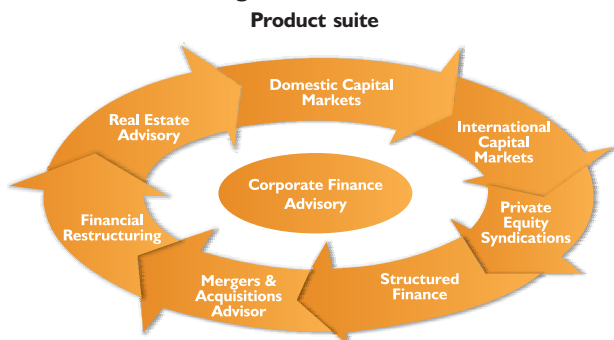 Product suite
Domestic Capital
Markets
International
Capital
Markets
Private
Equity
Syndications
Structured
Finance
Mergers &
Acquisitions
Advisor
Financial
Restructuring
Real Estate
Advisory
Corporate Finance
Advisory